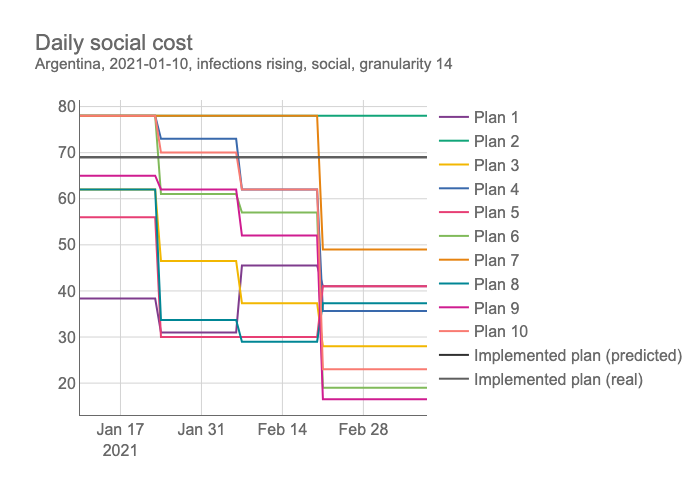 Daily social cost
Argentina, 2021-01-10, infections rising, social, granularity 14
80
70
60
50
40
30
20
Jan 17
2021
Jan 31
Feb 14
Feb 28
Plan 1
Plan 2
Plan 3
Plan 4
Plan 5
Plan 6
Plan 7
Plan 8
Plan 9
Plan 10
Implemented plan (predicted)
Implemented plan (real)